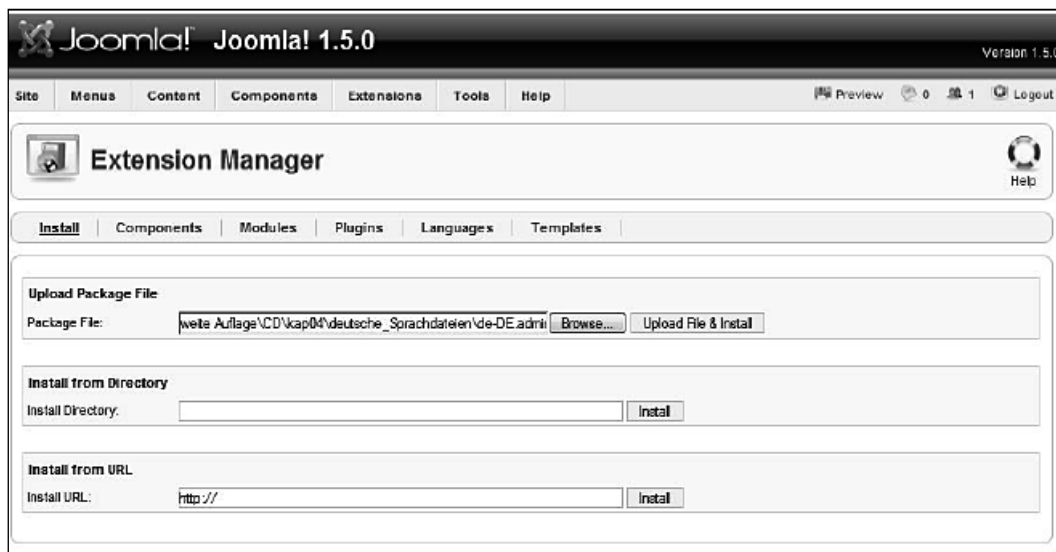 Joomla! Joomla! 1.5.0
Version 1.5.0
Site Menus Content Components Extensions Tools Help Preview 0 1 Logout
Extension Manager
Help
Install Components Modules Plugins Languages Templates
Upload Package File
Package File: weite Auflage\CD\kap04\deutsche_Sprachdateien\de-DE.admin Browse... Upload File & Install
Install from Directory
Install Directory: Install
Install from URL
Install URL: http:// Install